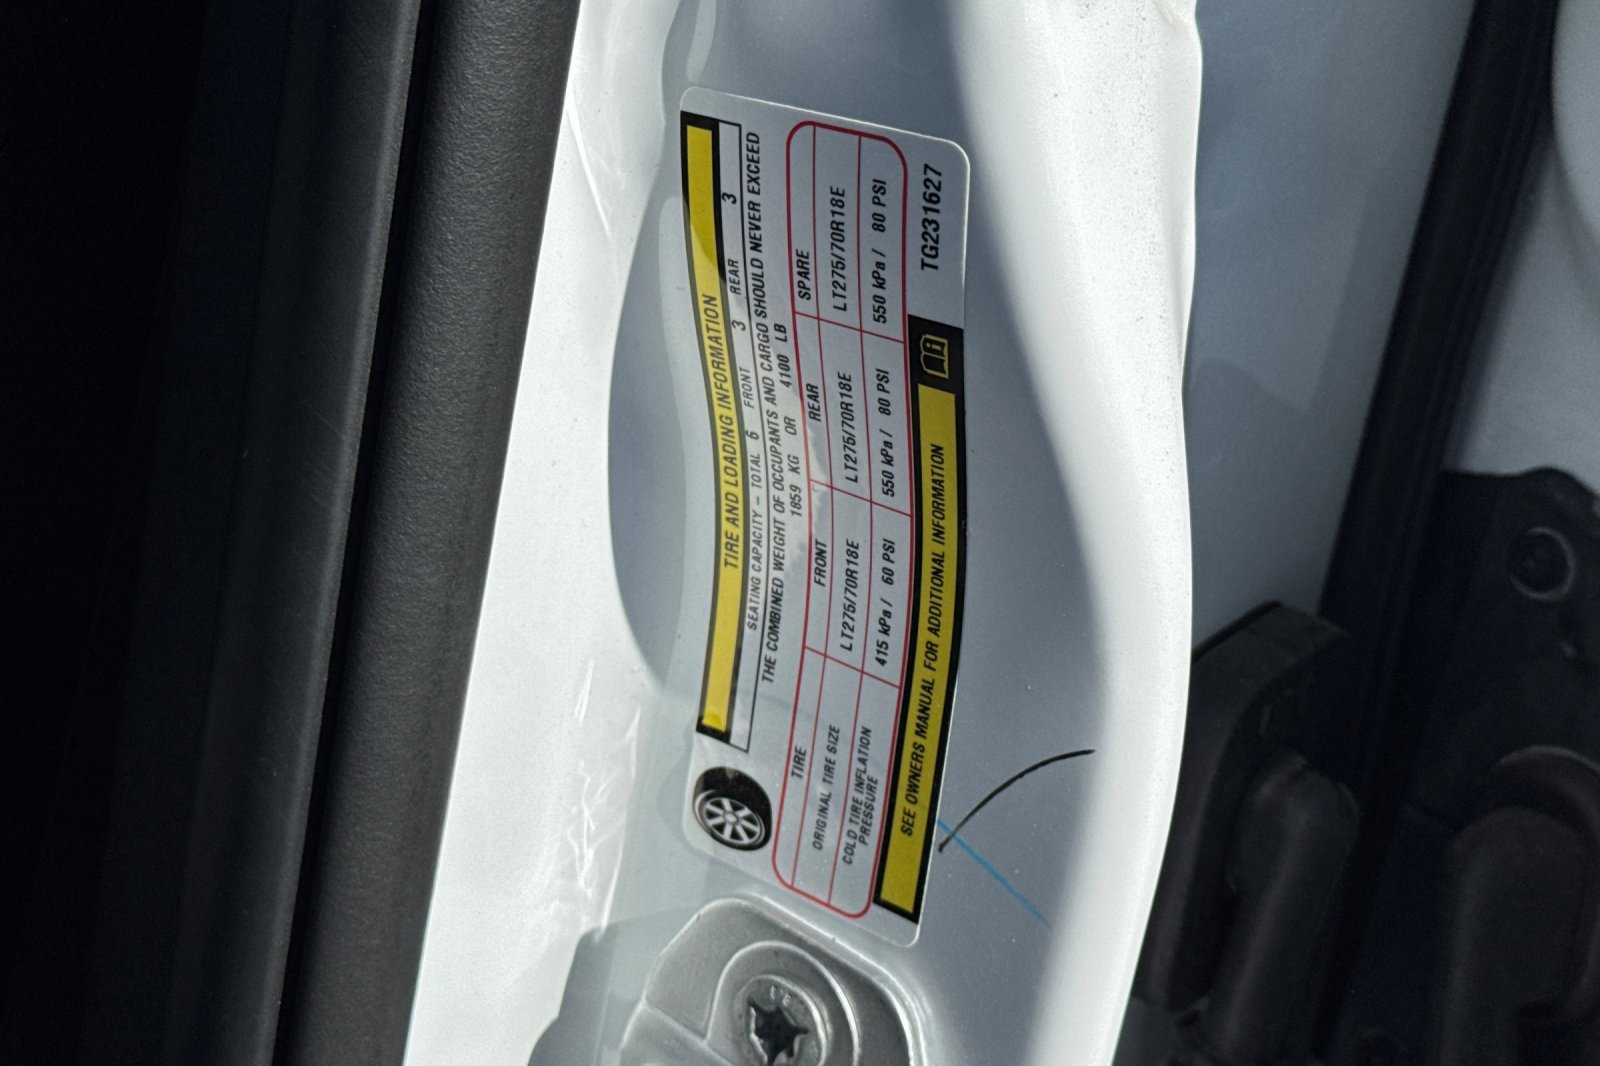 TIRE AND LOADING INFORMATION
SEATING CAPACITY – TOTAL 6 FRONT 3 REAR 3
THE COMBINED WEIGHT OF OCCUPANTS AND CARGO SHOULD NEVER EXCEED
1859 KG OR 4100 LB
TIRE FRONT REAR SPARE
ORIGINAL TIRE SIZE LT275/70R18E LT275/70R18E LT275/70R18E
COLD TIRE INFLATION PRESSURE 415 kPa / 60 PSI 550 kPa / 80 PSI 550 kPa / 80 PSI
SEE OWNERS MANUAL FOR ADDITIONAL INFORMATION
TG231627